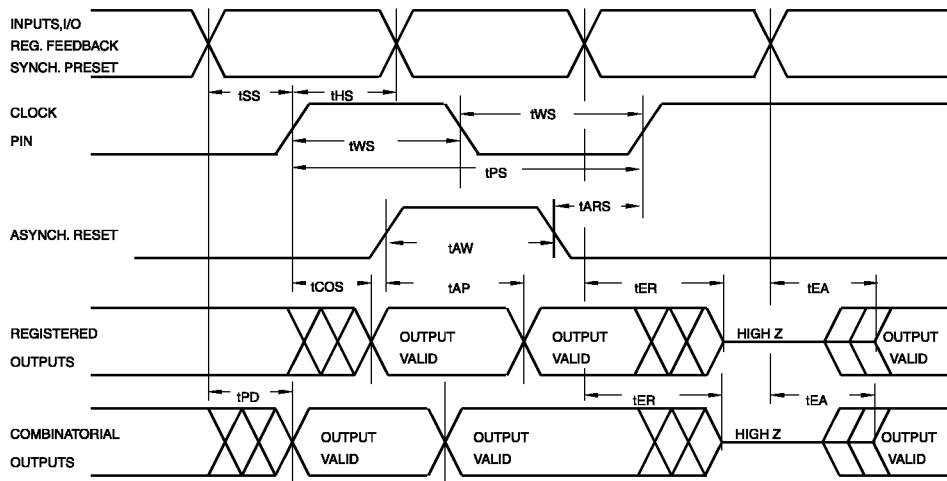 INPUTS,I/O
REG. FEEDBACK
SYNCH. PRESET
tSS
tHS
CLOCK
PIN
tWS
tWS
tPS
tARS
ASYNCH. RESET
tAW
tCOS
tAP
tER
tEA
REGISTERED
OUTPUTS
OUTPUT
VALID
OUTPUT
VALID
HIGH Z
OUTPUT
VALID
tPD
tER
tEA
COMBINATORIAL
OUTPUTS
OUTPUT
VALID
OUTPUT
VALID
HIGH Z
OUTPUT
VALID